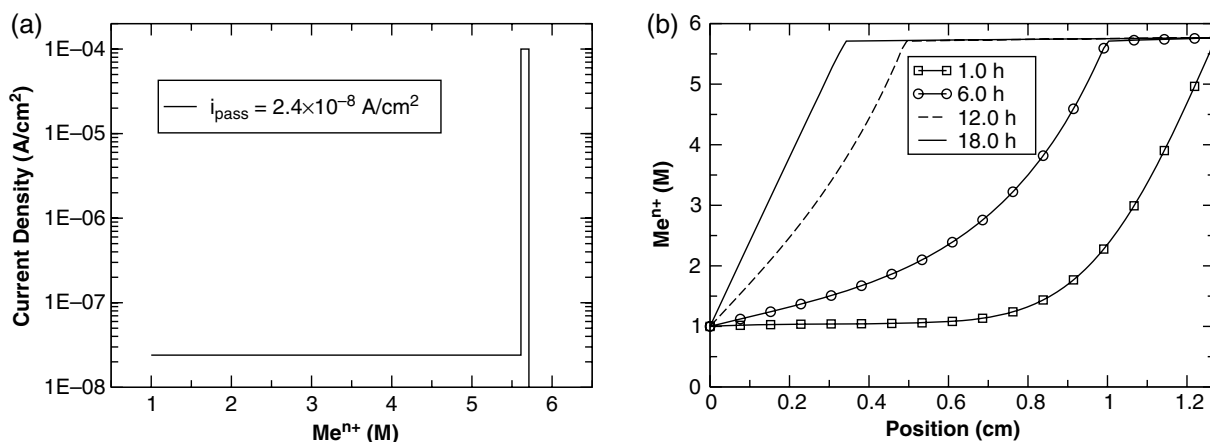 (a)
Current Density (A/cm²)
1E–04
1E–05
1E–06
1E–07
1E–08
i_pass = 2.4×10⁻⁸ A/cm²
1 2 3 4 5 6
Meⁿ⁺ (M)
(b)
Meⁿ⁺ (M)
6
5
4
3
2
1
0
1.0 h
6.0 h
12.0 h
18.0 h
0 0.2 0.4 0.6 0.8 1 1.2
Position (cm)